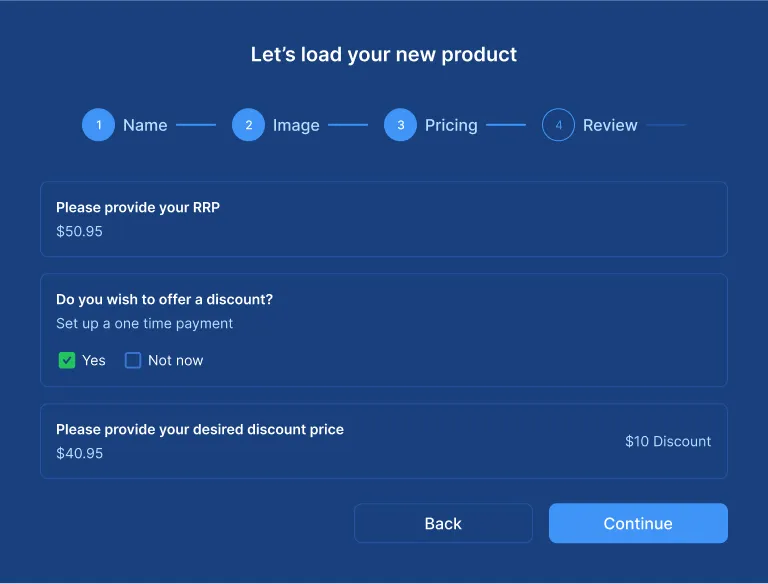 Let’s load your new product
1 Name 2 Image 3 Pricing 4 Review
Please provide your RRP
$50.95
Do you wish to offer a discount?
Set up a one time payment
Yes Not now
Please provide your desired discount price
$40.95
$10 Discount
Back Continue